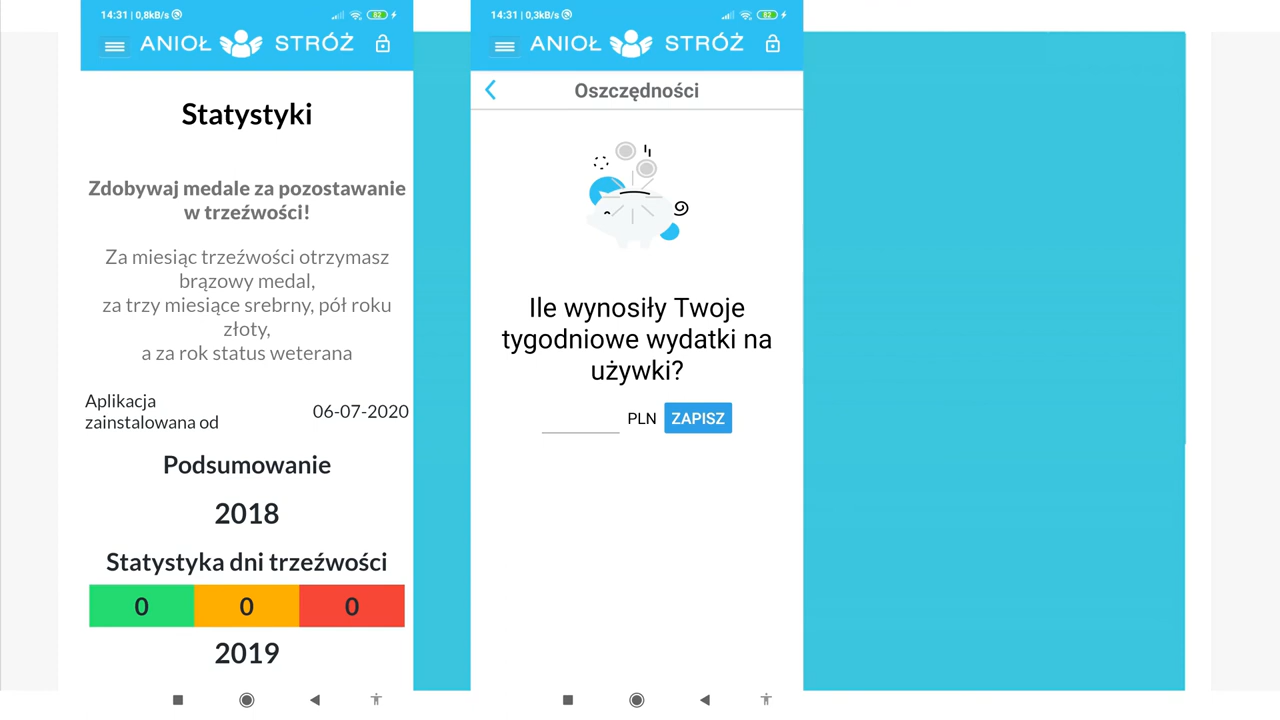 14:31 | 0,8kB/s
82
ANIOŁ STRÓŻ
Statystyki
Zdobywaj medale za pozostawanie
w trzeźwości!
Za miesiąc trzeźwości otrzymasz
brązowy medal,
za trzy miesiące srebrny, pół roku
złoty,
a za rok status weterana
Aplikacja
zainstalowana od
06-07-2020
Podsumowanie
2018
Statystyka dni trzeźwości
0 0 0
2019
14:31 | 0,3kB/s
82
ANIOŁ STRÓŻ
Oszczędności
Ile wynosiły Twoje
tygodniowe wydatki na
używki?
PLN ZAPISZ